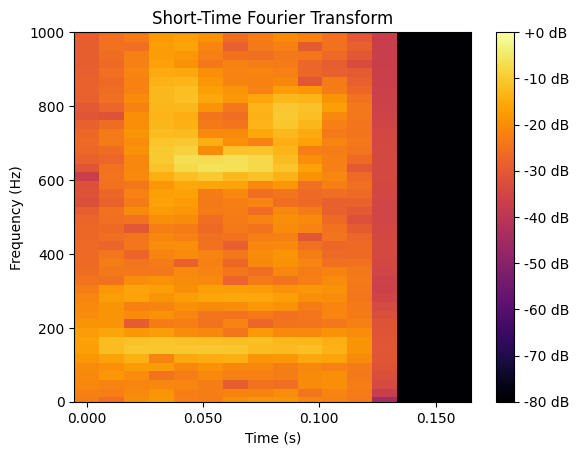 Short-Time Fourier Transform
1000
800
600
400
200
0
Frequency (Hz)
0.000
0.050
0.100
0.150
Time (s)
+0 dB
-10 dB
-20 dB
-30 dB
-40 dB
-50 dB
-60 dB
-70 dB
-80 dB